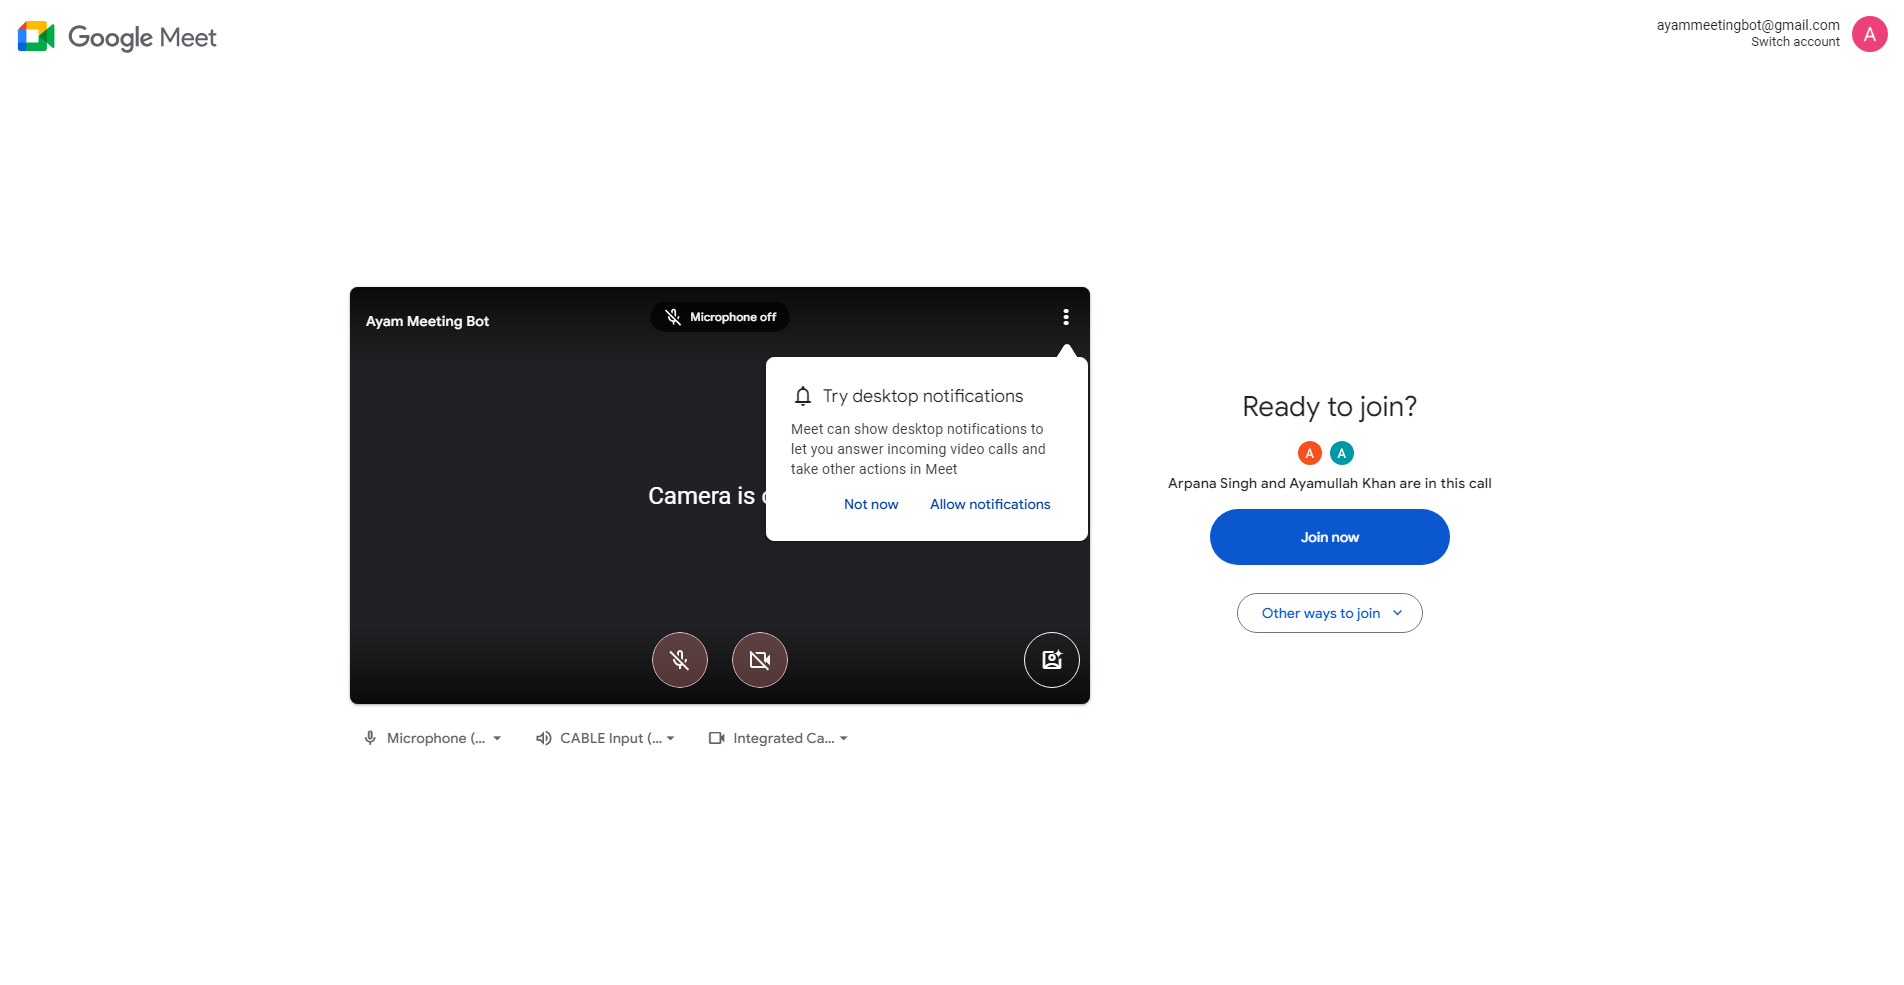 Google Meet
ayammeetingbot@gmail.com
Switch account
A
Ayam Meeting Bot
Microphone off
Try desktop notifications
Meet can show desktop notifications to
let you answer incoming video calls and
take other actions in Meet
Not now
Allow notifications
Camera is
Ready to join?
A A
Arpana Singh and Ayamullah Khan are in this call
Join now
Other ways to join
Microphone (...
CABLE Input (...
Integrated Ca...